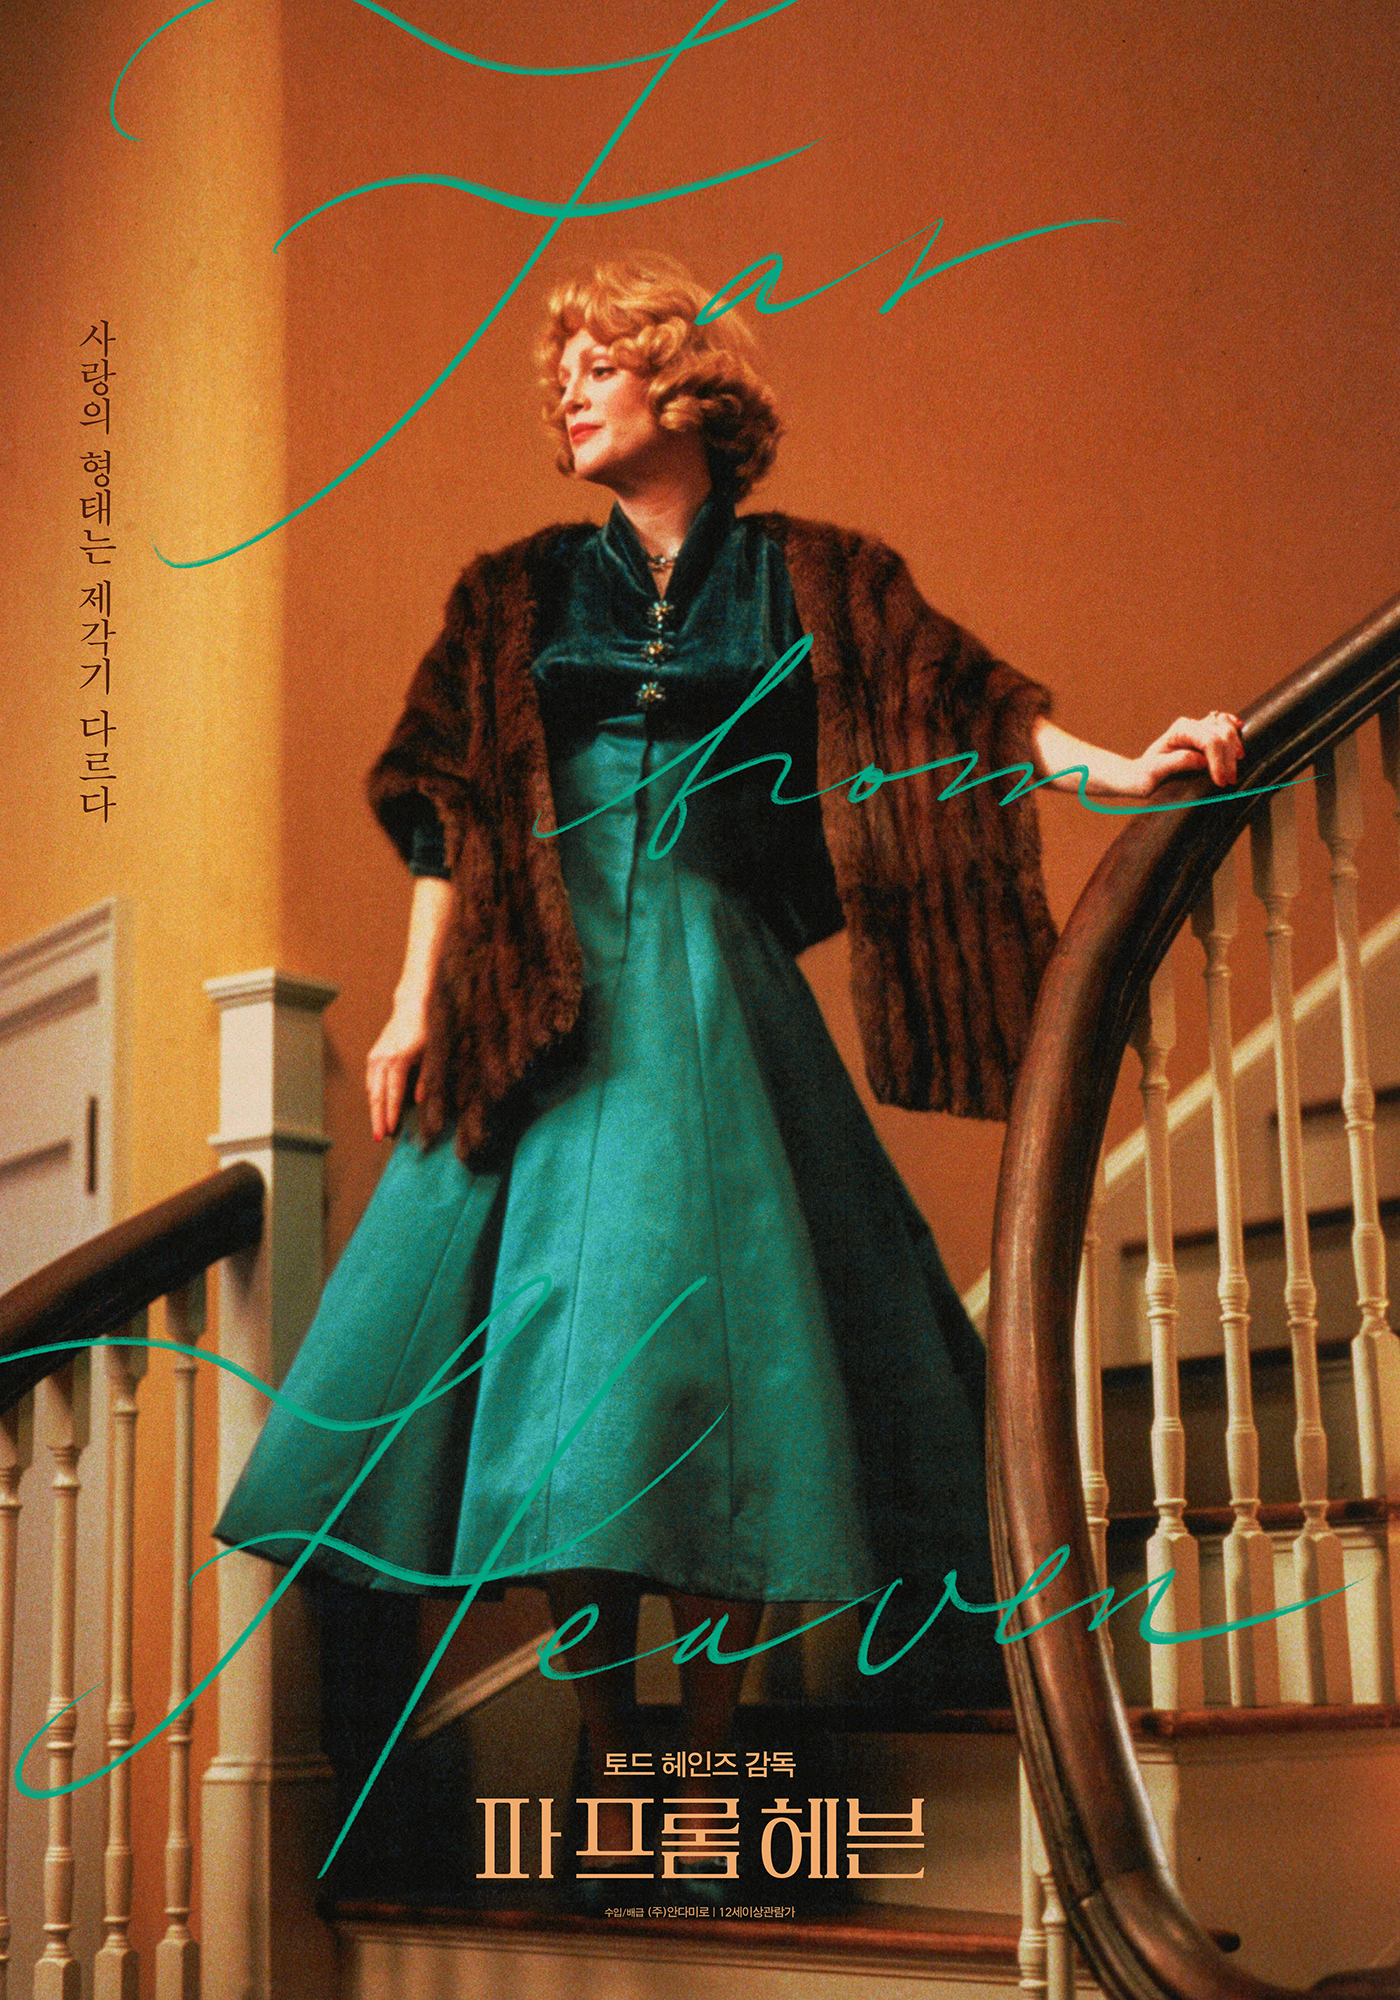 Far
from
Heaven
사랑의 형태는 제각기 다르다
토드 헤인즈 감독
파 프롬 헤븐
수입/배급 (주)안다미로 | 12세이상관람가